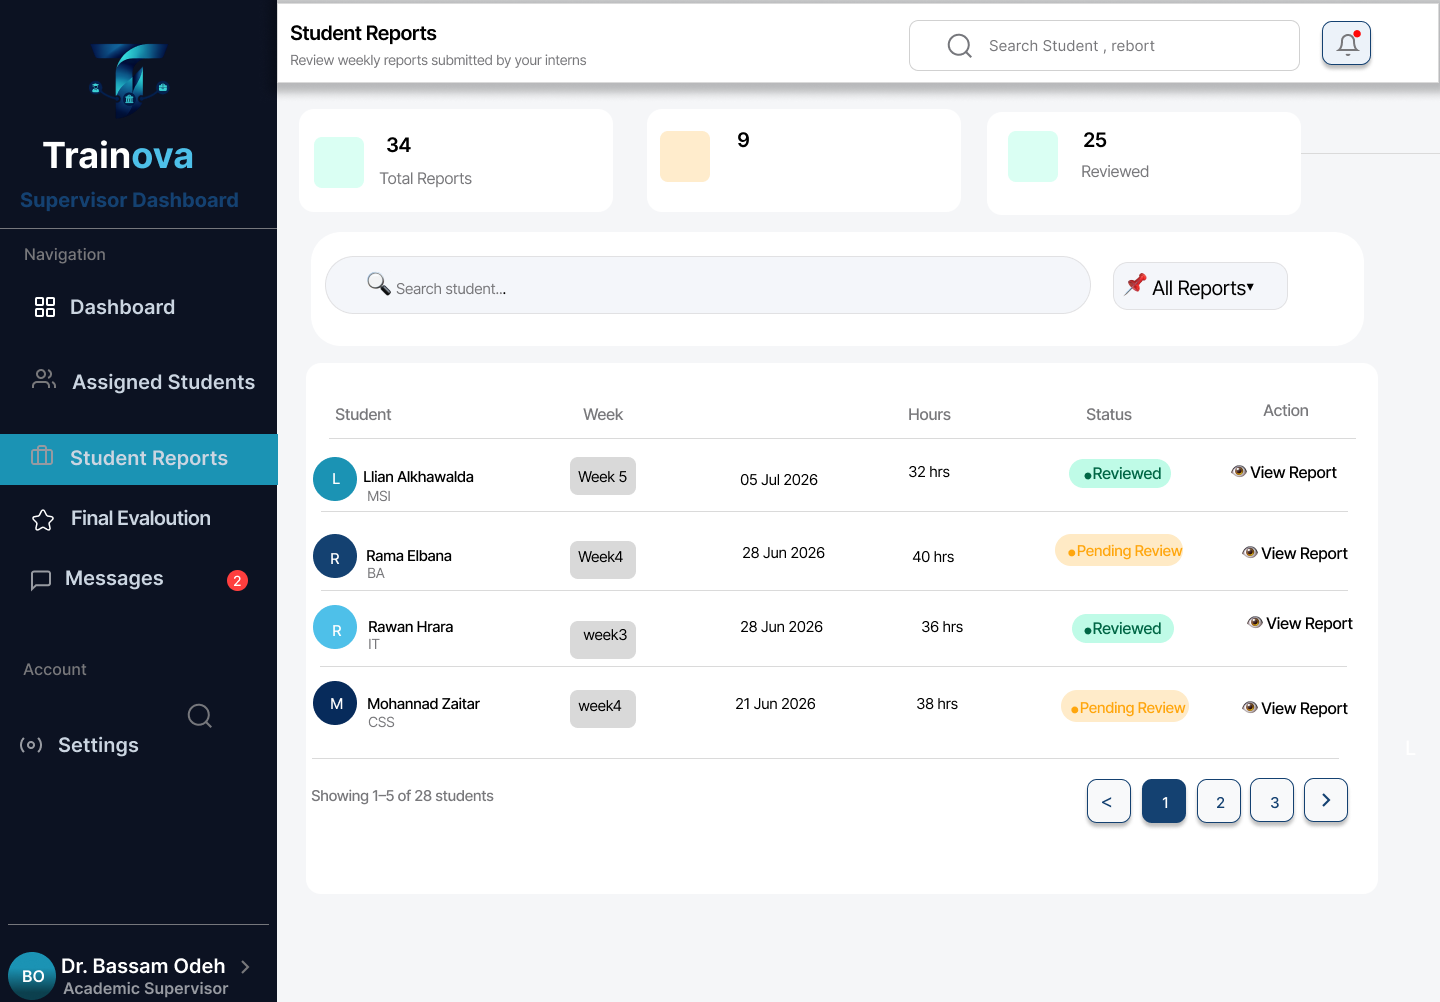 Trainova
Supervisor Dashboard
Navigation
Dashboard
Assigned Students
Student Reports
Final Evaloution
Messages
2
Account
Settings
BO
Dr. Bassam Odeh
Academic Supervisor
Student Reports
Review weekly reports submitted by your interns
Search Student , rebort
34
Total Reports
9
25
Reviewed
Search student...
All Reports▾
Student Week Hours Status Action
L Llian Alkhawalda Week 5 05 Jul 2026 32 hrs Reviewed View Report
MSI
R Rama Elbana Week4 28 Jun 2026 40 hrs Pending Review View Report
BA
R Rawan Hrara week3 28 Jun 2026 36 hrs Reviewed View Report
IT
M Mohannad Zaitar week4 21 Jun 2026 38 hrs Pending Review View Report
CSS
L
Showing 1–5 of 28 students
< 1 2 3 >